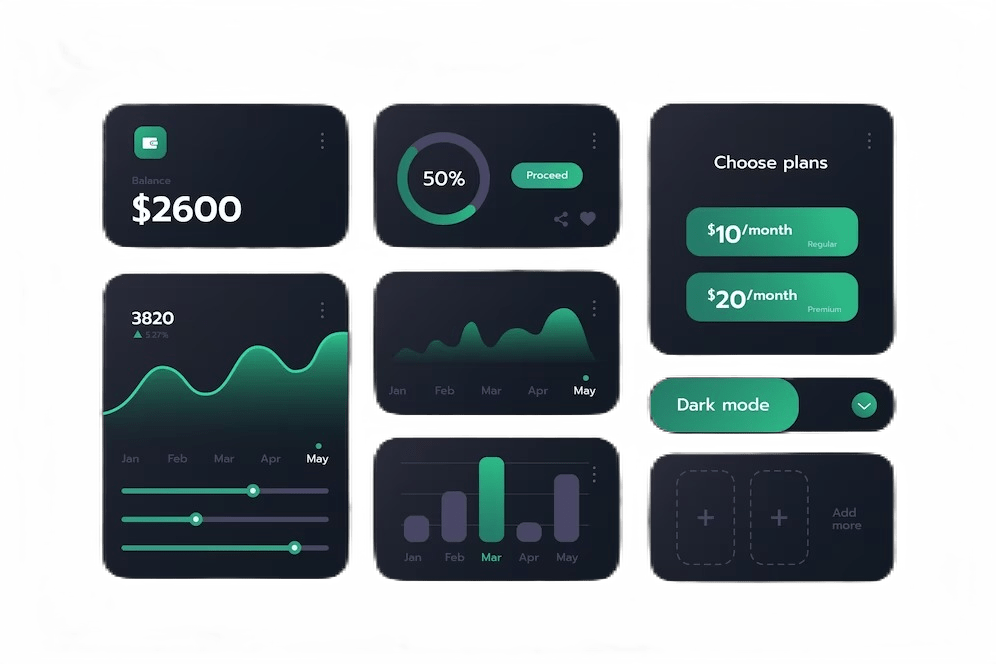 Balance
$2600
50%
Proceed
Choose plans
$10/month
Regular
$20/month
Premium
3820
5.27%
Jan Feb Mar Apr May
Jan Feb Mar Apr May
Dark mode
Jan Feb Mar Apr May
Add
more